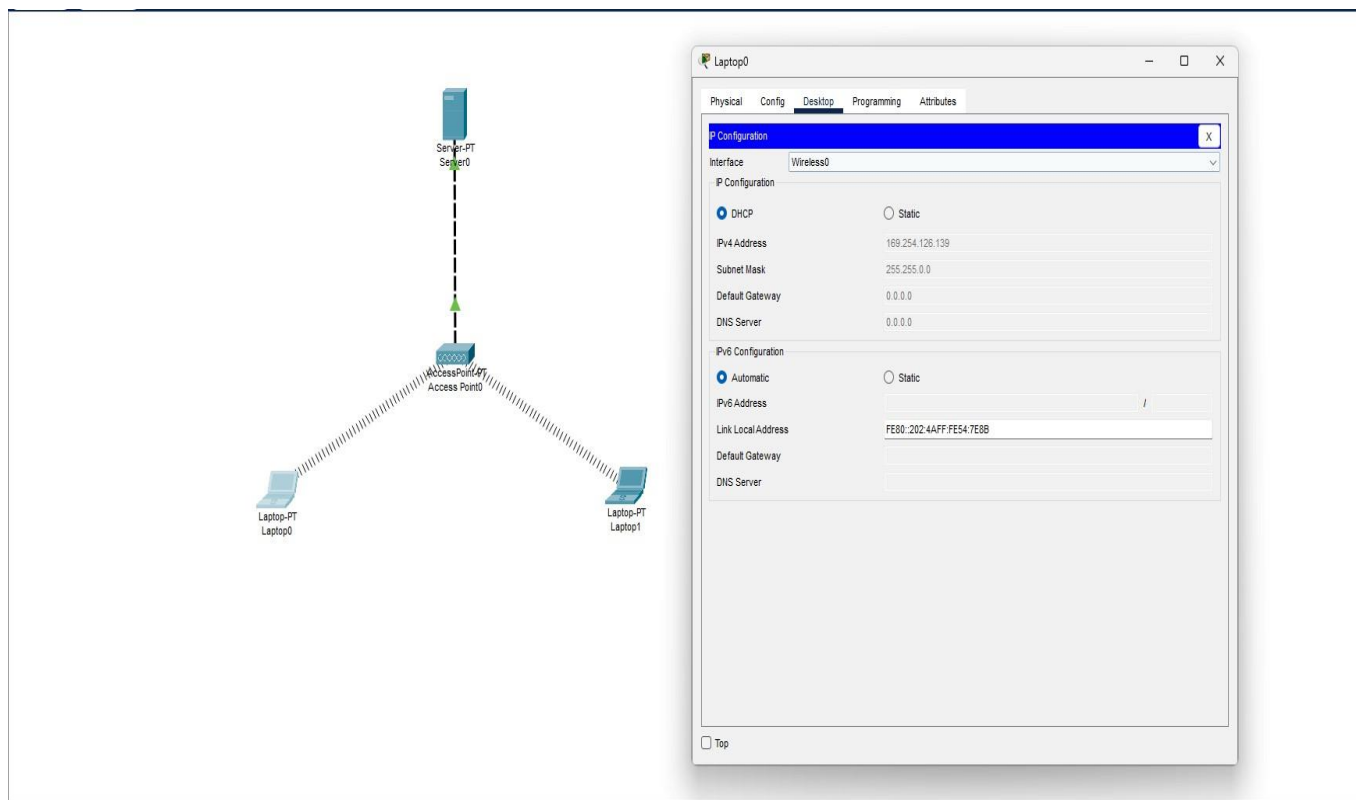 Server-PT
Server0
AccessPoint-PT
Access Point0
Laptop-PT
Laptop0
Laptop-PT
Laptop1
Laptop0
Physical Config Desktop Programming Attributes
IP Configuration X
Interface Wireless0
IP Configuration
DHCP Static
IPv4 Address 169.254.126.139
Subnet Mask 255.255.0.0
Default Gateway 0.0.0.0
DNS Server 0.0.0.0
IPv6 Configuration
Automatic Static
IPv6 Address /
Link Local Address FE80::202:4AFF:FE54:7E8B
Default Gateway
DNS Server
Top